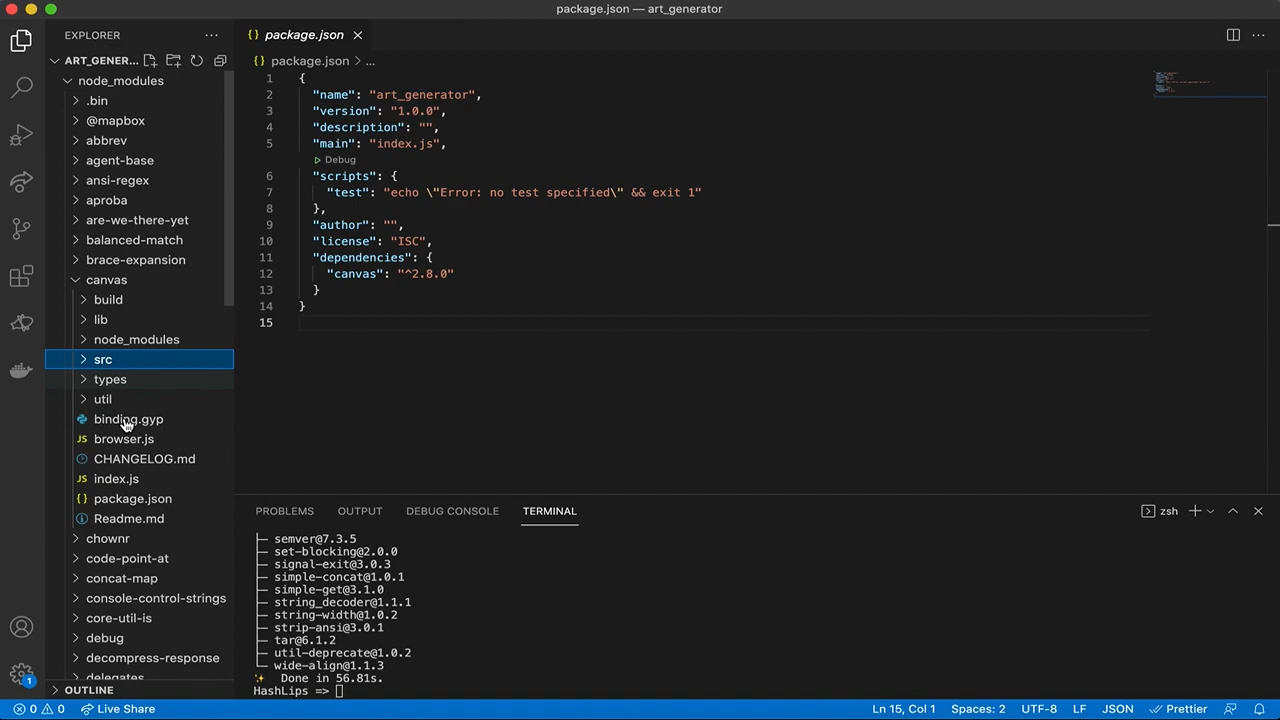 package.json — art_generator
EXPLORER
ART_GENER...
node_modules
.bin
@mapbox
abbrev
agent-base
ansi-regex
aproba
are-we-there-yet
balanced-match
brace-expansion
canvas
build
lib
node_modules
src
types
util
binding.gyp
JS browser.js
CHANGELOG.md
JS index.js
{} package.json
Readme.md
chownr
code-point-at
concat-map
console-control-strings
core-util-is
debug
decompress-response
delegates
OUTLINE
{} package.json
{} package.json > ...
1 {
2 "name": "art_generator",
3 "version": "1.0.0",
4 "description": "",
5 "main": "index.js",
Debug
6 "scripts": {
7 "test": "echo \"Error: no test specified\" && exit 1"
8 },
9 "author": "",
10 "license": "ISC",
11 "dependencies": {
12 "canvas": "^2.8.0"
13 }
14 }
15
PROBLEMS OUTPUT DEBUG CONSOLE TERMINAL
zsh
├─ semver@7.3.5
├─ set-blocking@2.0.0
├─ signal-exit@3.0.3
├─ simple-concat@1.0.1
├─ simple-get@3.1.0
├─ string_decoder@1.1.1
├─ string-width@1.0.2
├─ strip-ansi@3.0.1
├─ tar@6.1.2
├─ util-deprecate@1.0.2
└─ wide-align@1.1.3
✨ Done in 56.81s.
HashLips =>
1
0 0 Live Share Ln 15, Col 1 Spaces: 2 UTF-8 LF JSON Prettier